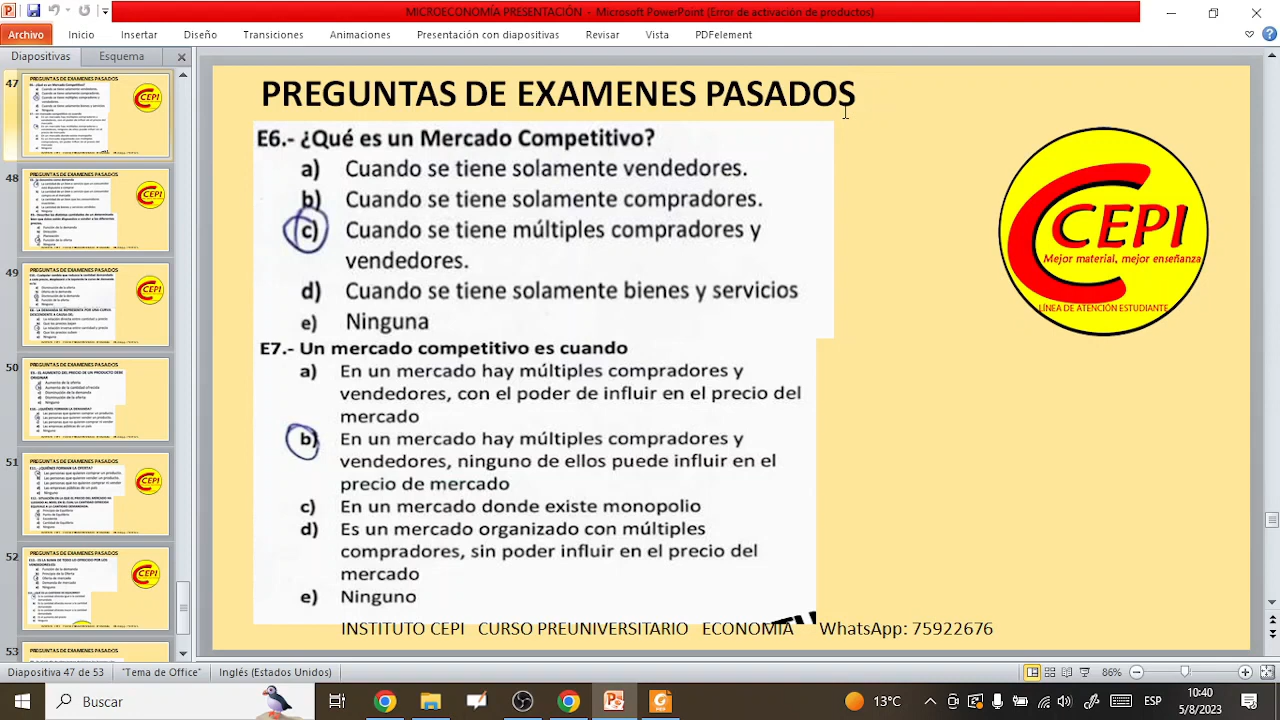 MICROECONOMÍA PRESENTACIÓN - Microsoft PowerPoint (Error de activación de productos)
Archivo Inicio Insertar Diseño Transiciones Animaciones Presentación con diapositivas Revisar Vista PDFelement
Diapositivas Esquema
47
48
49
50
51
52
53
PREGUNTAS DE EXAMENES PASADOS
E6.- ¿Qué es un Mercado Competitivo?
a) Cuando se tiene solamente vendedores.
b) Cuando se tiene solamente compradores.
c) Cuando se tiene múltiples compradores y
vendedores.
d) Cuando se tiene solamente bienes y servicios
e) Ninguna
E7.- Un mercado competitivo es cuando
a) En un mercado hay múltiples compradores y
vendedores, con el poder de influir en el precio del
mercado
b) En un mercado hay múltiples compradores y
vendedores, ninguno de ellos puede influir en el
precio de mercado
c) En un mercado donde existe monopolio
d) Es un mercado organizado con múltiples
compradores, sin poder influir en el precio del
mercado
e) Ninguno
CEPI
Mejor material, mejor enseñanza
LÍNEA DE ATENCIÓN ESTUDIANTE
INSTITUTO CEPI CURSO PREUNIVERSITARIO ECONOMIA WhatsApp: 75922676
Diapositiva 47 de 53 "Tema de Office" Inglés (Estados Unidos) 86%
Buscar 13°C ESP 10:40
5/8/2023